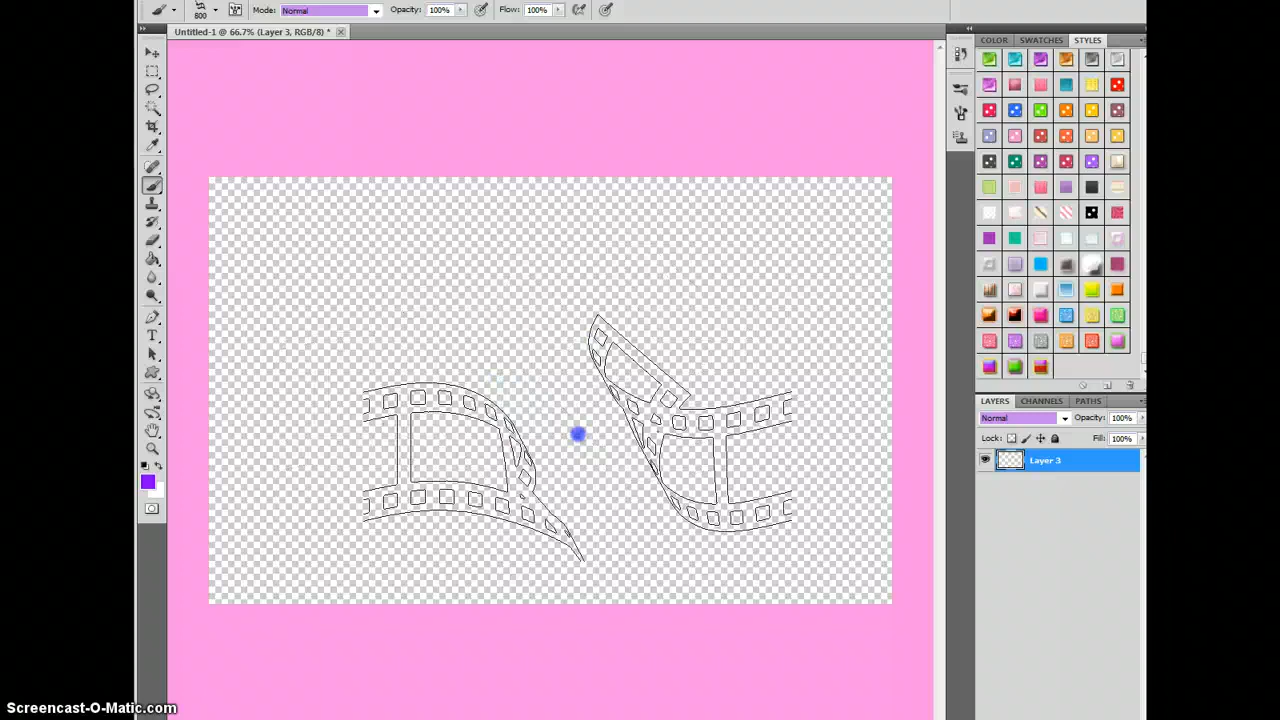 800
Mode: Normal
Opacity: 100%
Flow: 100%
Untitled-1 @ 66.7% (Layer 3, RGB/8) *
COLOR SWATCHES STYLES
LAYERS CHANNELS PATHS
Normal
Opacity: 100%
Lock:
Fill: 100%
Layer 3
Screencast-O-Matic.com